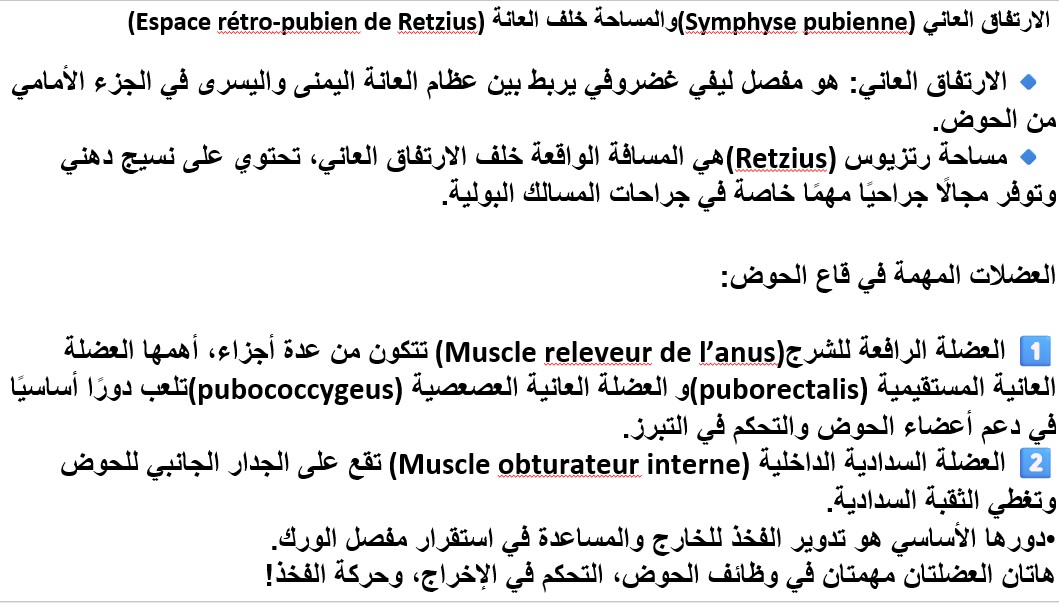 الارتفاق العاني (Symphyse pubienne)والمساحة خلف العانة (Espace rétro-pubien de Retzius)
🔹 الارتفاق العاني: هو مفصل ليفي غضروفي يربط بين عظام العانة اليمنى واليسرى في الجزء الأمامي
من الحوض.
🔹 مساحة رتزيوس (Retzius)هي المسافة الواقعة خلف الارتفاق العاني، تحتوي على نسيج دهني
وتوفر مجالًا جراحيًا مهمًا خاصة في جراحات المسالك البولية.
العضلات المهمة في قاع الحوض:
1️⃣ العضلة الرافعة للشرج(Muscle releveur de l’anus) تتكون من عدة أجزاء، أهمها العضلة
العانية المستقيمية (puborectalis)و العضلة العانية العصعصية (pubococcygeus)تلعب دورًا أساسيًا
في دعم أعضاء الحوض والتحكم في التبرز.
2️⃣ العضلة السدادية الداخلية (Muscle obturateur interne) تقع على الجدار الجانبي للحوض
وتغطي الثقبة السدادية.
•دورها الأساسي هو تدوير الفخذ للخارج والمساعدة في استقرار مفصل الورك.
هاتان العضلتان مهمتان في وظائف الحوض، التحكم في الإخراج، وحركة الفخذ!